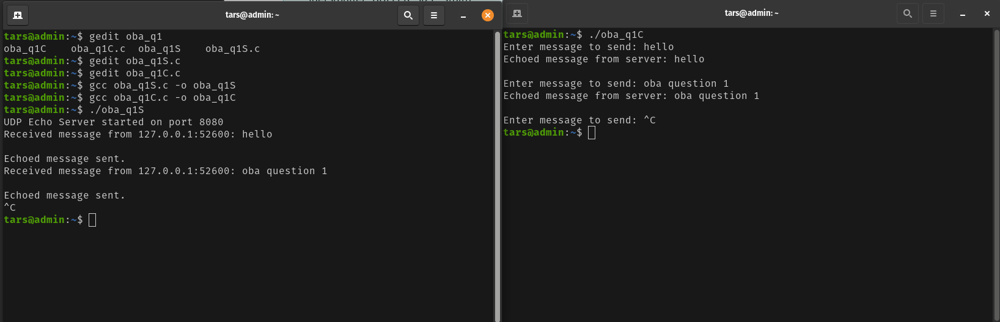 tars@admin: ~
tars@admin:~$ gedit oba_q1
oba_q1C    oba_q1C.c  oba_q1S    oba_q1S.c
tars@admin:~$ gedit oba_q1S.c
tars@admin:~$ gedit oba_q1C.c
tars@admin:~$ gcc oba_q1S.c -o oba_q1S
tars@admin:~$ gcc oba_q1C.c -o oba_q1C
tars@admin:~$ ./oba_q1S
UDP Echo Server started on port 8080
Received message from 127.0.0.1:52600: hello
Echoed message sent.
Received message from 127.0.0.1:52600: oba question 1
Echoed message sent.
^C
tars@admin:~$
tars@admin: ~
tars@admin:~$ ./oba_q1C
Enter message to send: hello
Echoed message from server: hello
Enter message to send: oba question 1
Echoed message from server: oba question 1
Enter message to send: ^C
tars@admin:~$